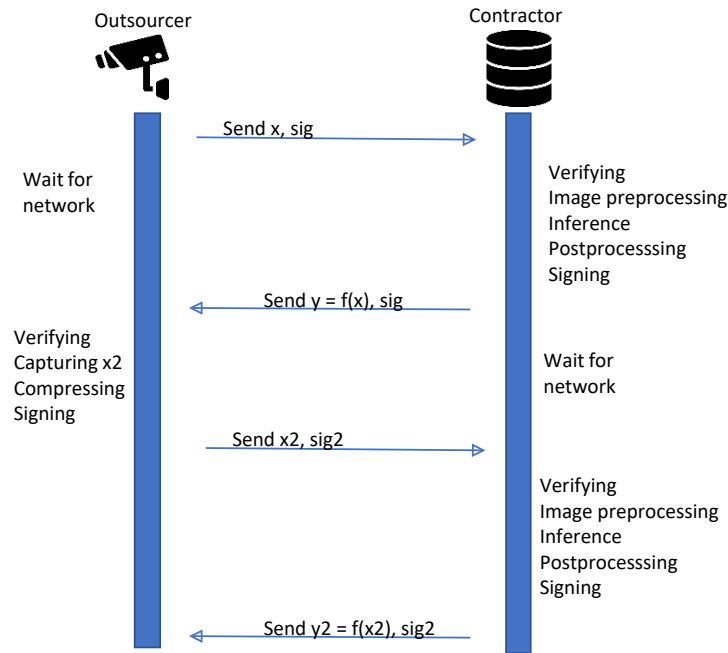 Outsourcer
Contractor
Send x, sig
Wait for
network
Verifying
Image preprocessing
Inference
Postprocesssing
Signing
Send y = f(x), sig
Verifying
Capturing x2
Compressing
Signing
Wait for
network
Send x2, sig2
Verifying
Image preprocessing
Inference
Postprocesssing
Signing
Send y2 = f(x2), sig2